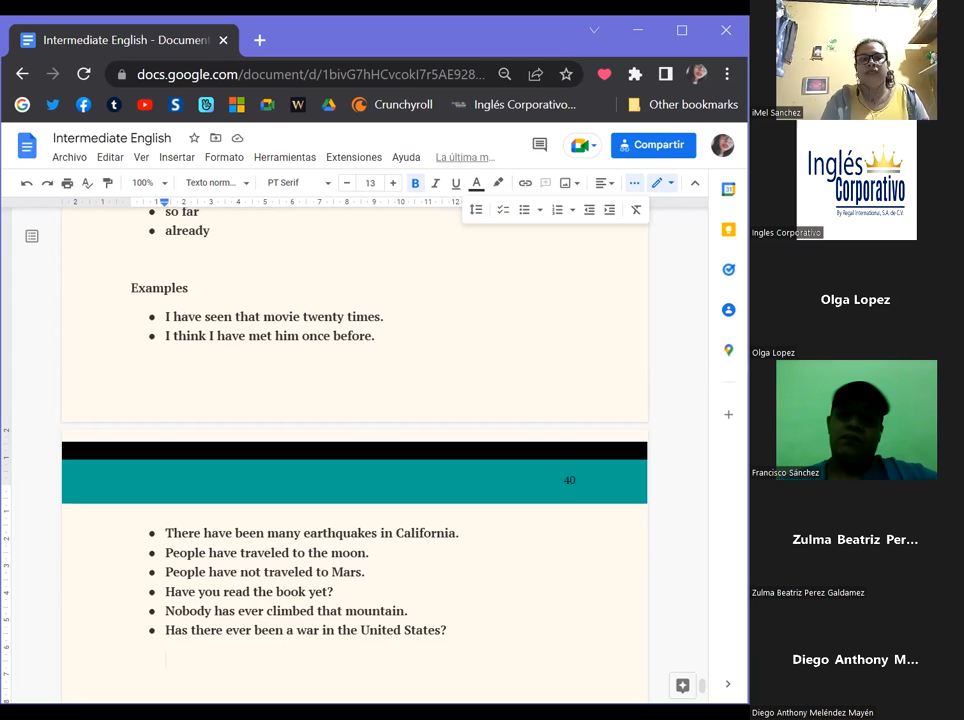 Intermediate English - Document
docs.google.com/document/d/1bivG7hHCvcokI7r5AE928...
Crunchyroll
Inglés Corporativo...
Other bookmarks
Intermediate English
Archivo Editar Ver Insertar Formato Herramientas Extensiones Ayuda La última m...
Compartir
100% Texto norm... PT Serif 13
so far
already
Examples
I have seen that movie twenty times.
I think I have met him once before.
40
There have been many earthquakes in California.
People have traveled to the moon.
People have not traveled to Mars.
Have you read the book yet?
Nobody has ever climbed that mountain.
Has there ever been a war in the United States?
iMel Sanchez
Inglés
Corporativo
By Regal International, S.A. de C.V.
Ingles Corporativo
Olga Lopez
Olga Lopez
Francisco Sánchez
Zulma Beatriz Per...
Zulma Beatriz Perez Galdamez
Diego Anthony M...
Diego Anthony Meléndez Mayén